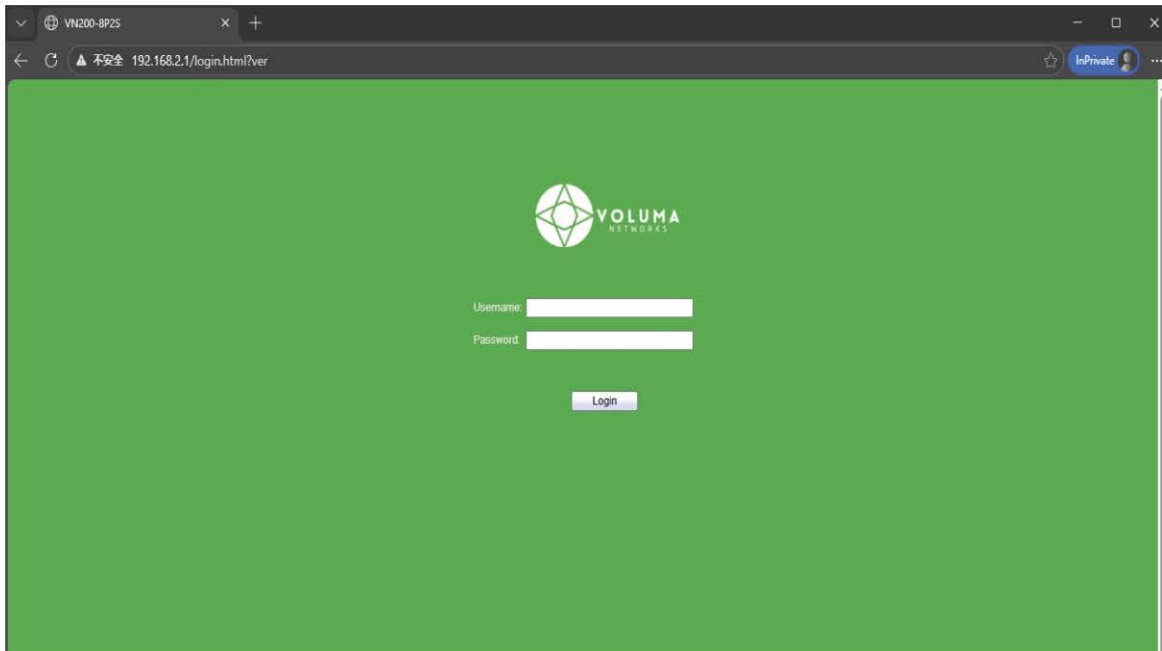 VN200-8P2S
不安全 192.168.2.1/login.html?ver
InPrivate
VOLUMA
NETWORKS
Username:
Password:
Login